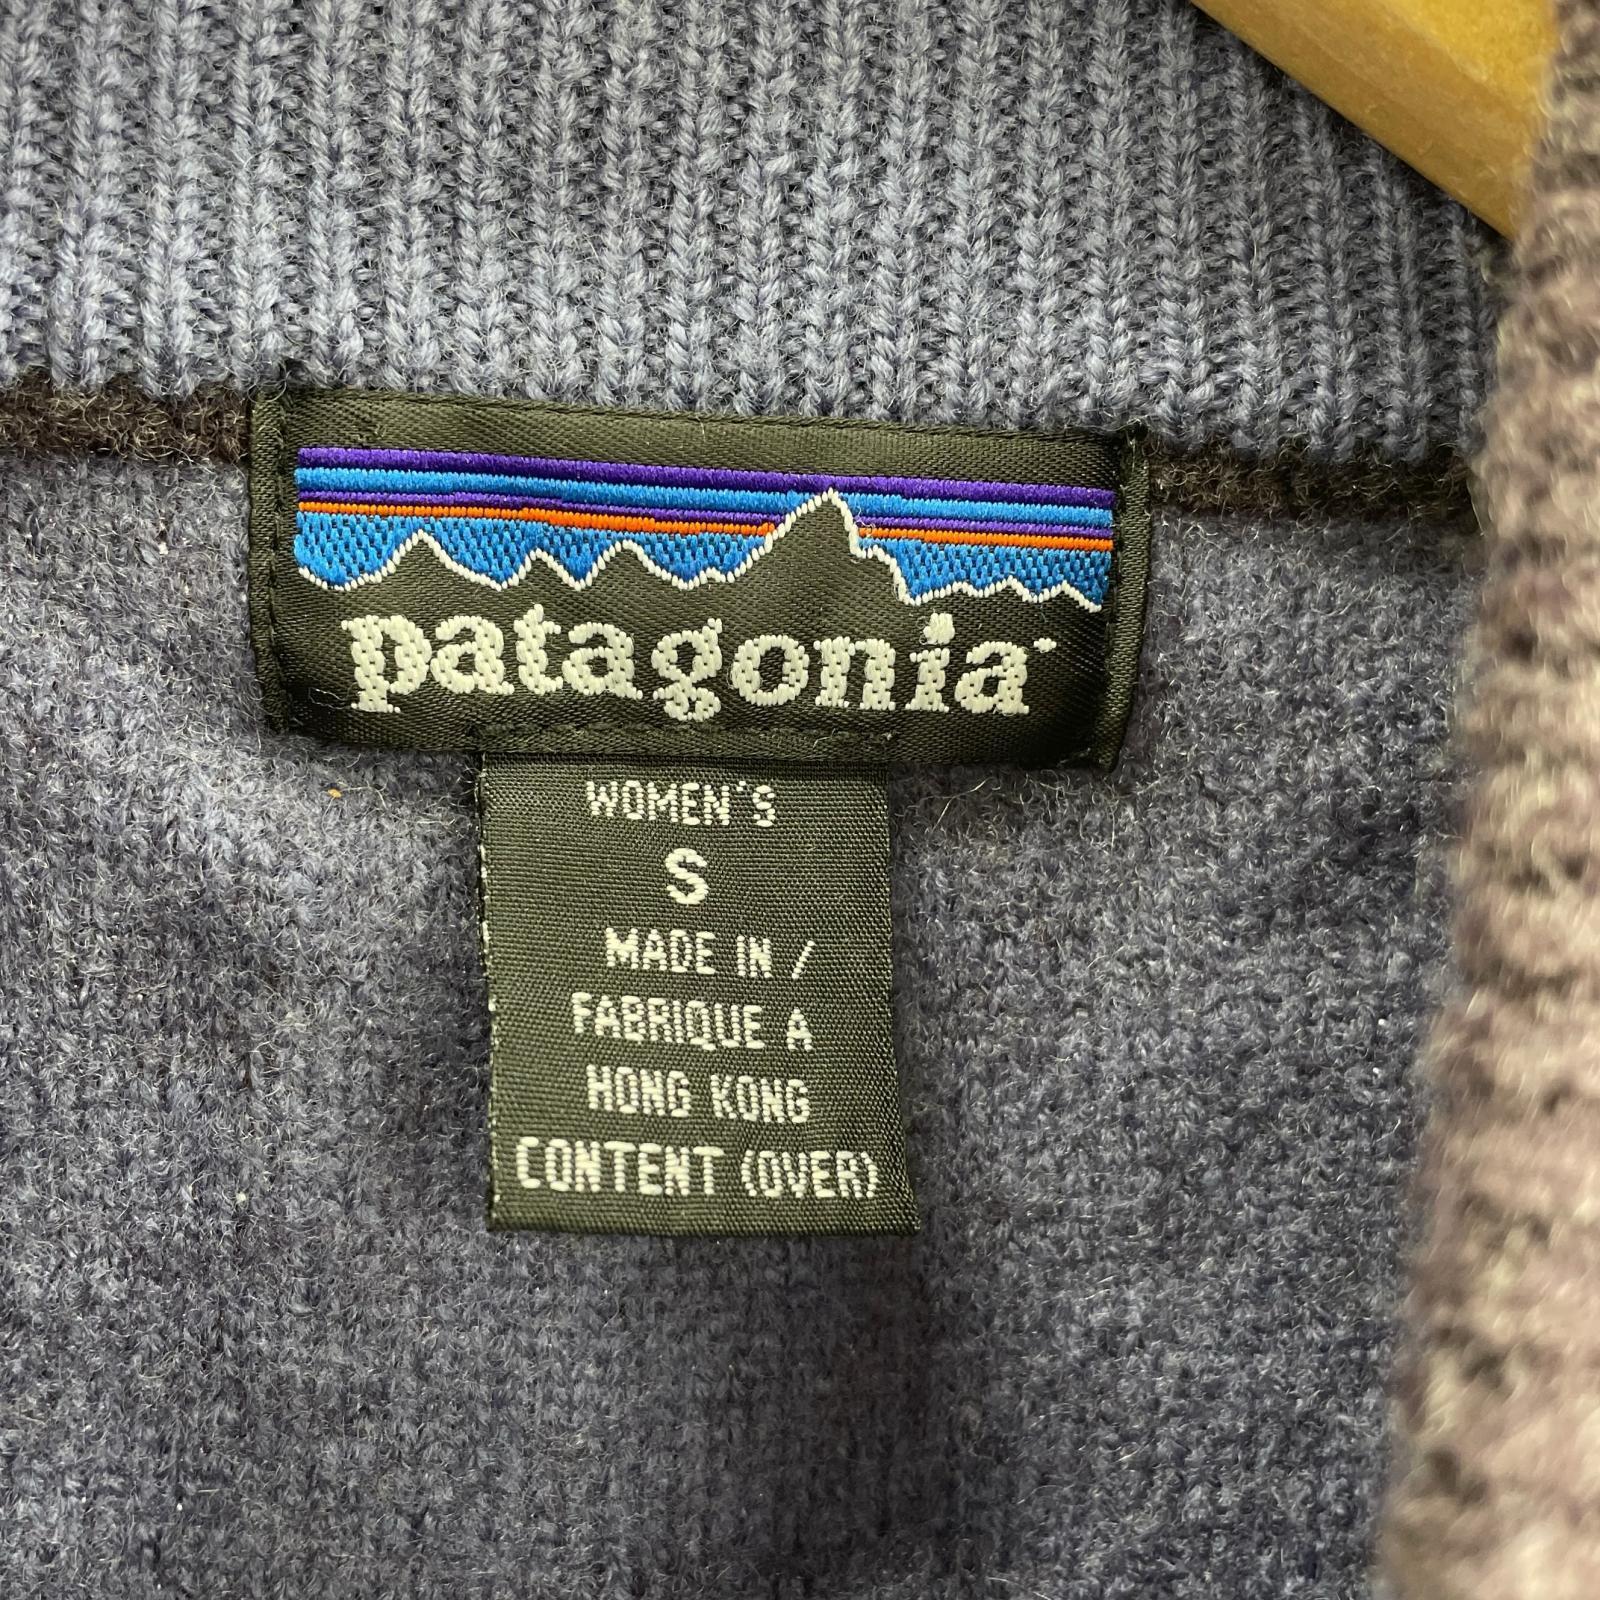 patagonia
WOMEN'S
S
MADE IN /
FABRIQUE A
HONG KONG
CONTENT (OVER)